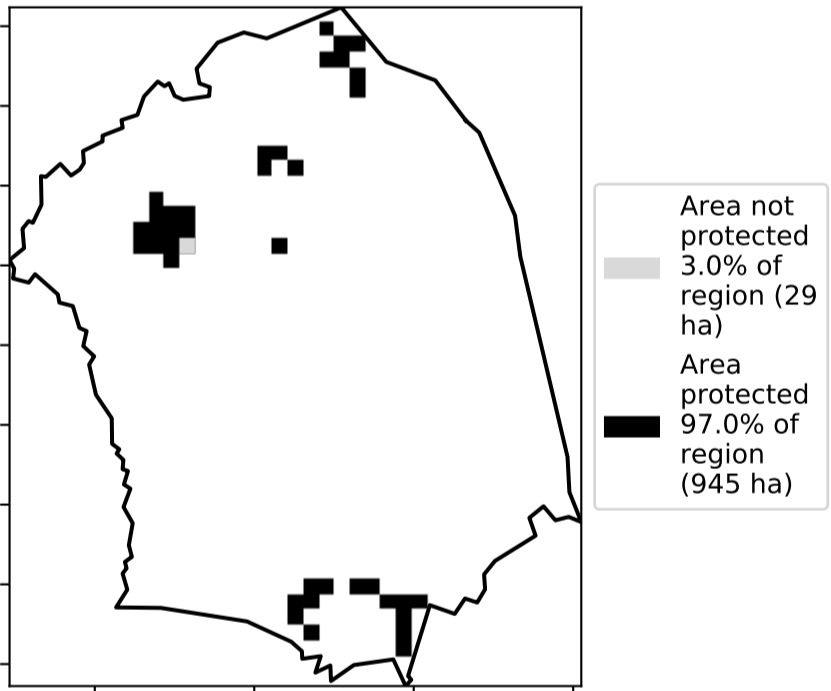 Area not
protected
3.0% of
region (29
ha)
Area
protected
97.0% of
region
(945 ha)